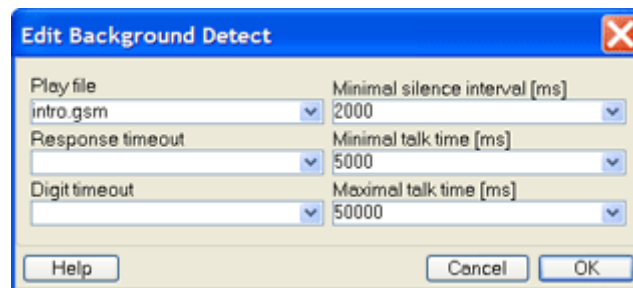 Edit Background Detect
Play file
Minimal silence interval [ms]
intro.gsm
2000
Response timeout
Minimal talk time [ms]
5000
Digit timeout
Maximal talk time [ms]
50000
Help
Cancel
OK